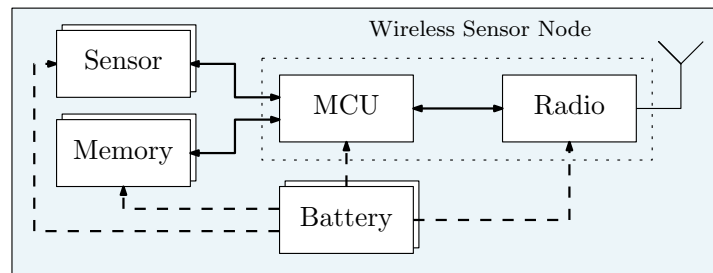 Wireless Sensor Node
Sensor
MCU
Radio
Memory
Battery